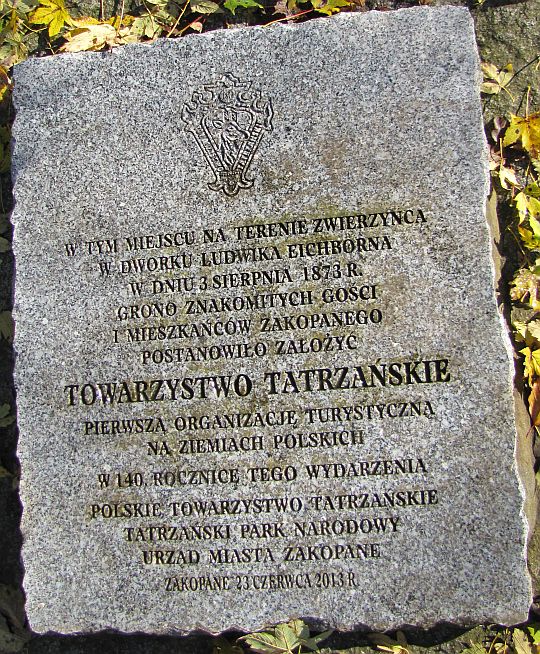 W TYM MIEJSCU NA TERENIE ZWIERZYŃCA
W DWORKU LUDWIKA EICHBORNA
W DNIU 3 SIERPNIA 1873 R.
GRONO ZNAKOMITYCH GOŚCI
I MIESZKAŃCÓW ZAKOPANEGO
POSTANOWIŁO ZAŁOŻYĆ
TOWARZYSTWO TATRZAŃSKIE
PIERWSZĄ ORGANIZACJĘ TURYSTYCZNĄ
NA ZIEMIACH POLSKICH
W 140. ROCZNICĘ TEGO WYDARZENIA
POLSKIE TOWARZYSTWO TATRZAŃSKIE
TATRZAŃSKI PARK NARODOWY
URZĄD MIASTA ZAKOPANE
ZAKOPANE 23 CZERWCA 2013 R.